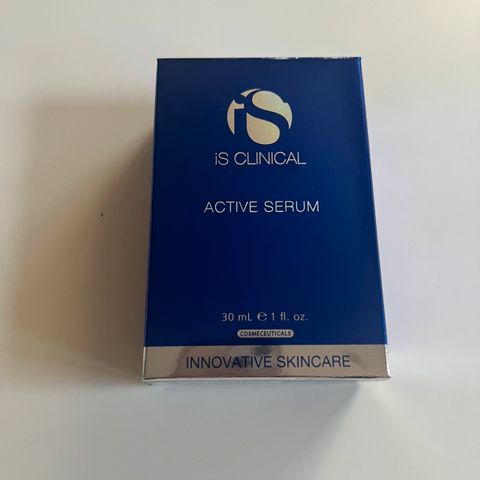 iS
iS CLINICAL
ACTIVE SERUM
30 mL ℮ 1 fl. oz.
COSMECEUTICALS
INNOVATIVE SKINCARE